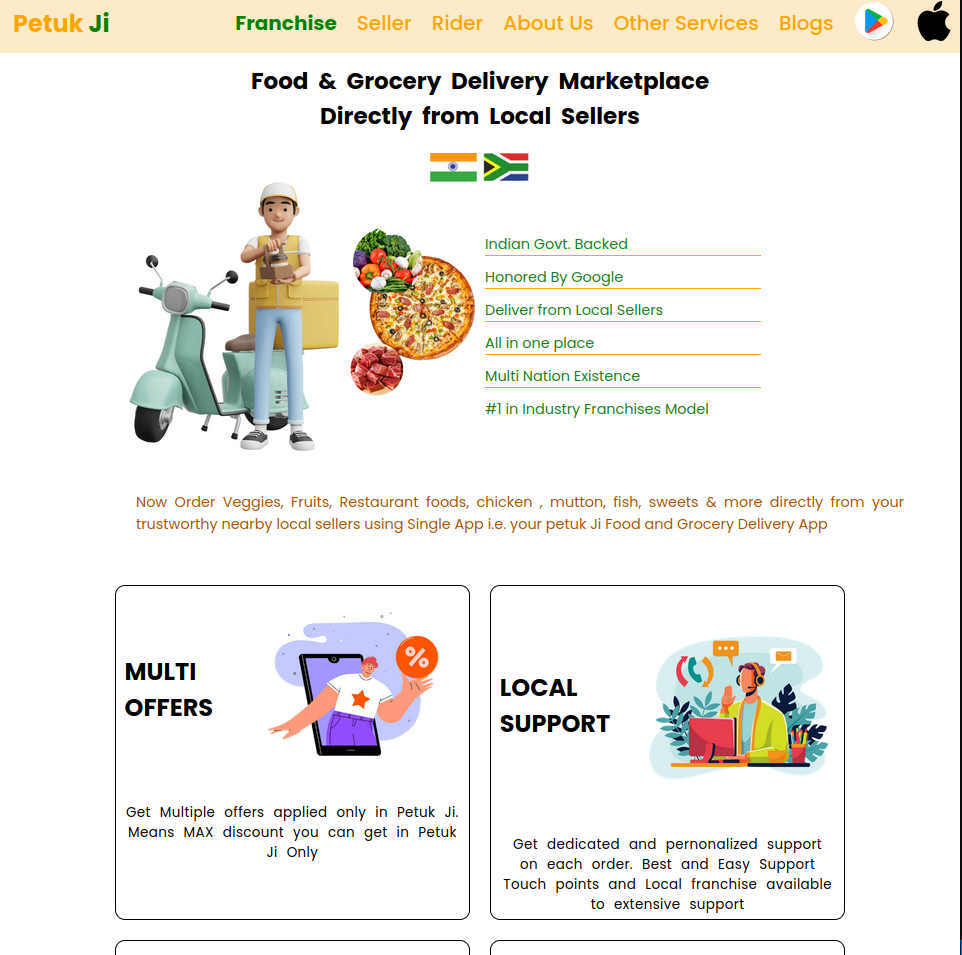 Petuk Ji
Franchise Seller Rider About Us Other Services Blogs
Food & Grocery Delivery Marketplace
Directly from Local Sellers
Indian Govt. Backed
Honored By Google
Deliver from Local Sellers
All in one place
Multi Nation Existence
#1 in Industry Franchises Model
Now Order Veggies, Fruits, Restaurant foods, chicken , mutton, fish, sweets & more directly from your
trustworthy nearby local sellers using Single App i.e. your petuk Ji Food and Grocery Delivery App
MULTI
OFFERS
%
Get Multiple offers applied only in Petuk Ji.
Means MAX discount you can get in Petuk
Ji Only
LOCAL
SUPPORT
Get dedicated and pernonalized support
on each order. Best and Easy Support
Touch points and Local franchise available
to extensive support